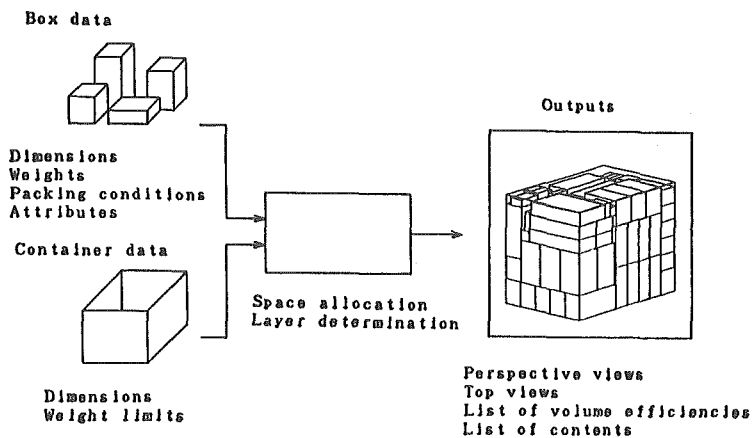 Box data
Dimensions
Weights
Packing conditions
Attributes
Container data
Dimensions
Weight limits
Space allocation
Layer determination
Outputs
Perspective views
Top views
List of volume efficiencies
List of contents